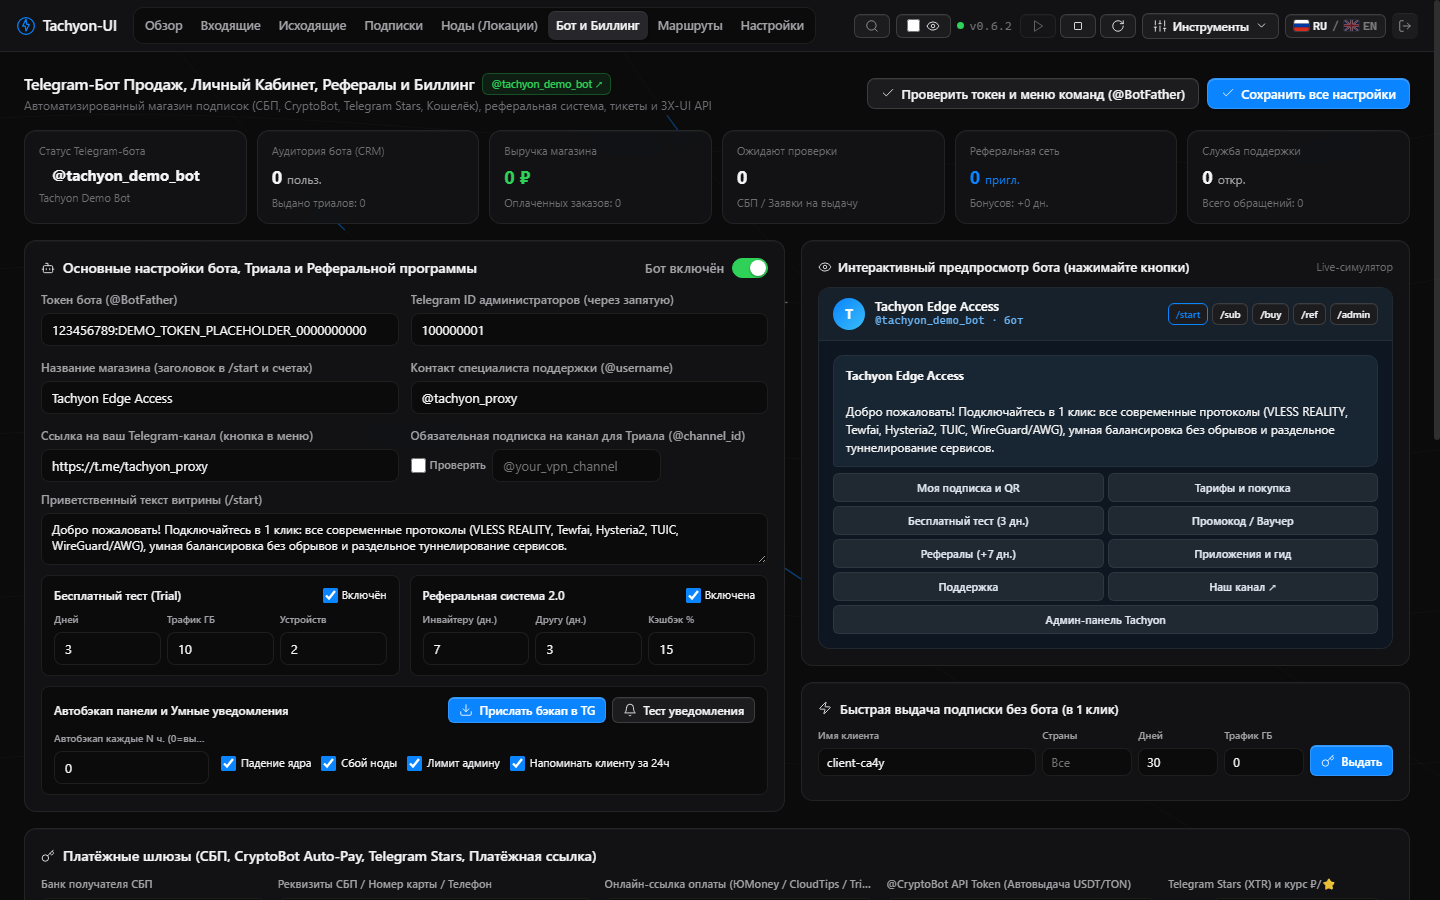 Tachyon-UI
Обзор
Входящие
Исходящие
Подписки
Ноды (Локации)
Бот и Биллинг
Маршруты
Настройки
v0.6.2
Инструменты
RU / EN
Telegram-Бот Продаж, Личный Кабинет, Рефералы и Биллинг
@tachyon_demo_bot ↗
Автоматизированный магазин подписок (СБП, CryptoBot, Telegram Stars, Кошелёк), реферальная система, тикеты и 3X-UI API
Проверить токен и меню команд (@BotFather)
Сохранить все настройки
Статус Telegram-бота
@tachyon_demo_bot
Tachyon Demo Bot
Аудитория бота (CRM)
0 польз.
Выдано триалов: 0
Выручка магазина
0 ₽
Оплаченных заказов: 0
Ожидают проверки
0
СБП / Заявки на выдачу
Реферальная сеть
0 пригл.
Бонусов: +0 дн.
Служба поддержки
0 откр.
Всего обращений: 0
Основные настройки бота, Триала и Реферальной программы
Бот включён
Токен бота (@BotFather)
Telegram ID администраторов (через запятую)
123456789:DEMO_TOKEN_PLACEHOLDER_0000000000
100000001
Название магазина (заголовок в /start и счетах)
Контакт специалиста поддержки (@username)
Tachyon Edge Access
@tachyon_proxy
Ссылка на ваш Telegram-канал (кнопка в меню)
Обязательная подписка на канал для Триала (@channel_id)
https://t.me/tachyon_proxy
Проверять
@your_vpn_channel
Приветственный текст витрины (/start)
Добро пожаловать! Подключайтесь в 1 клик: все современные протоколы (VLESS REALITY, Tewfai, Hysteria2, TUIC,
WireGuard/AWG), умная балансировка без обрывов и раздельное туннелирование сервисов.
Бесплатный тест (Trial)
Включён
Дней
Трафик ГБ
Устройств
3
10
2
Реферальная система 2.0
Включена
Инвайтеру (дн.)
Другу (дн.)
Кэшбэк %
7
3
15
Автобэкап панели и Умные уведомления
Прислать бэкап в TG
Тест уведомления
Автобэкап каждые N ч. (0=вы...
0
Падение ядра
Сбой ноды
Лимит админу
Напоминать клиенту за 24ч
Интерактивный предпросмотр бота (нажимайте кнопки)
Live-симулятор
T
Tachyon Edge Access
@tachyon_demo_bot · бот
/start
/sub
/buy
/ref
/admin
Tachyon Edge Access
Добро пожаловать! Подключайтесь в 1 клик: все современные протоколы (VLESS REALITY,
Tewfai, Hysteria2, TUIC, WireGuard/AWG), умная балансировка без обрывов и раздельное
туннелирование сервисов.
Моя подписка и QR
Тарифы и покупка
Бесплатный тест (3 дн.)
Промокод / Ваучер
Рефералы (+7 дн.)
Приложения и гид
Поддержка
Наш канал ↗
Админ-панель Tachyon
Быстрая выдача подписки без бота (в 1 клик)
Имя клиента
Страны
Дней
Трафик ГБ
client-ca4y
Все
30
0
Выдать
Платёжные шлюзы (СБП, CryptoBot Auto-Pay, Telegram Stars, Платёжная ссылка)
Банк получателя СБП
Реквизиты СБП / Номер карты / Телефон
Онлайн-ссылка оплаты (ЮMoney / CloudTips / Tri...
@CryptoBot API Token (Автовыдача USDT/TON)
Telegram Stars (XTR) и курс ₽/⭐